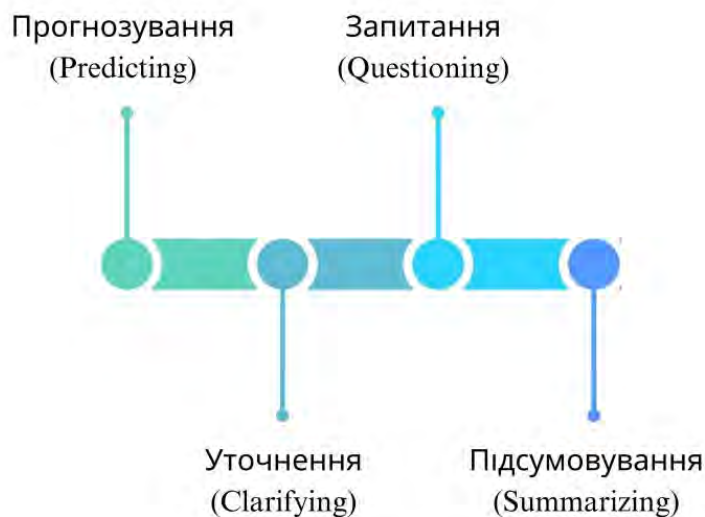 Прогнозування
(Predicting)
Запитання
(Questioning)
Уточнення
(Clarifying)
Підсумовування
(Summarizing)